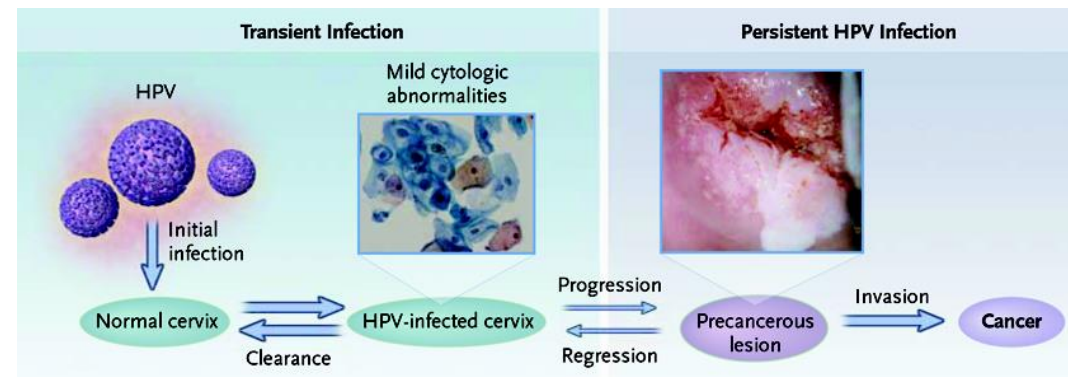 Transient Infection
Persistent HPV Infection
HPV
Mild cytologic
abnormalities
Initial
infection
Normal cervix
Clearance
HPV-infected cervix
Progression
Regression
Precancerous
lesion
Invasion
Cancer